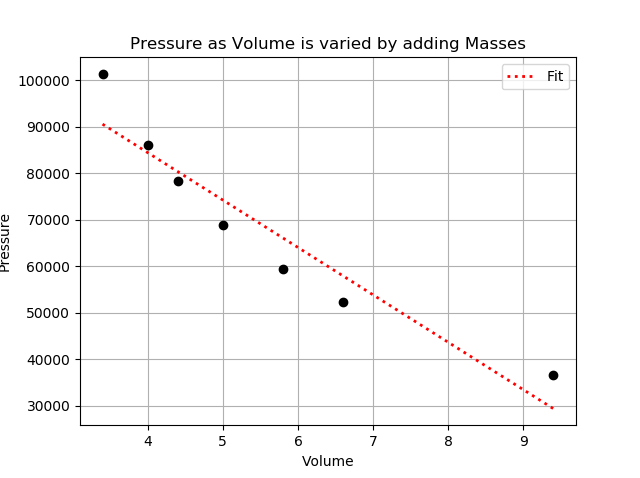 Pressure as Volume is varied by adding Masses
Fit
100000
90000
80000
70000
60000
50000
40000
30000
Pressure
4 5 6 7 8 9
Volume